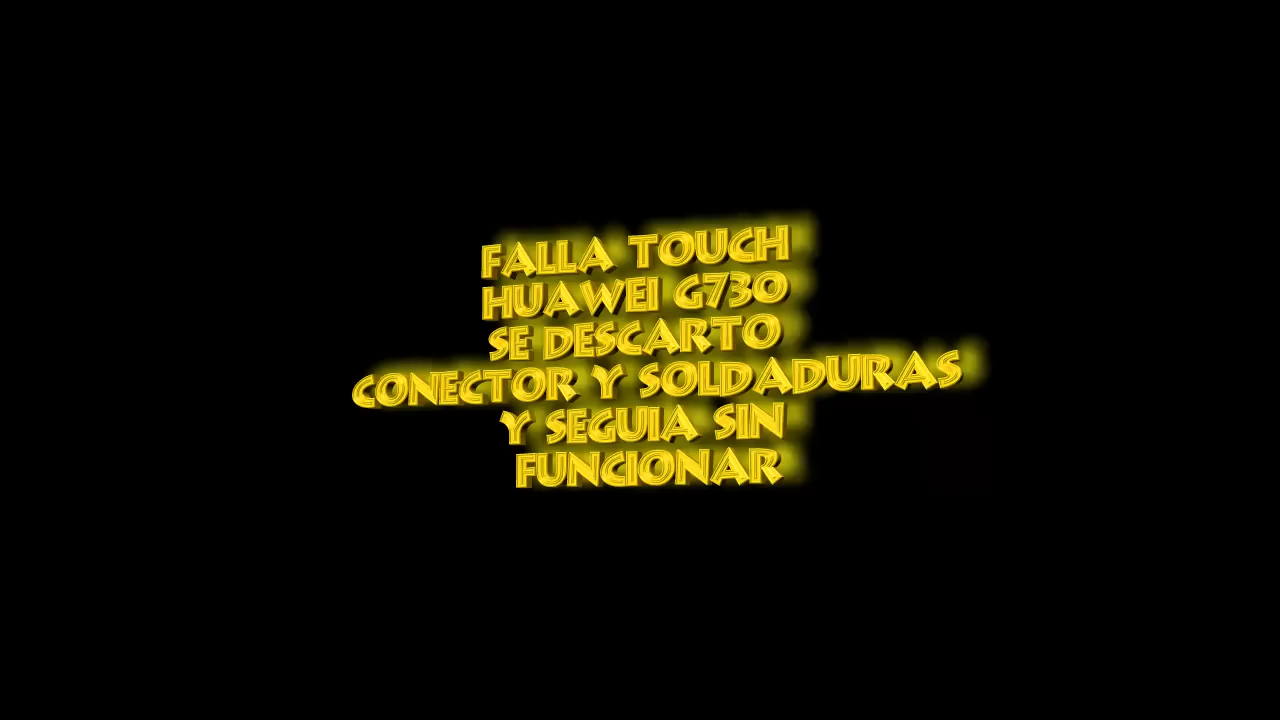 FALLA TOUCH
HUAWEI G730
SE DESCARTO
CONECTOR Y SOLDADURAS
Y SEGUIA SIN
FUNCIONAR